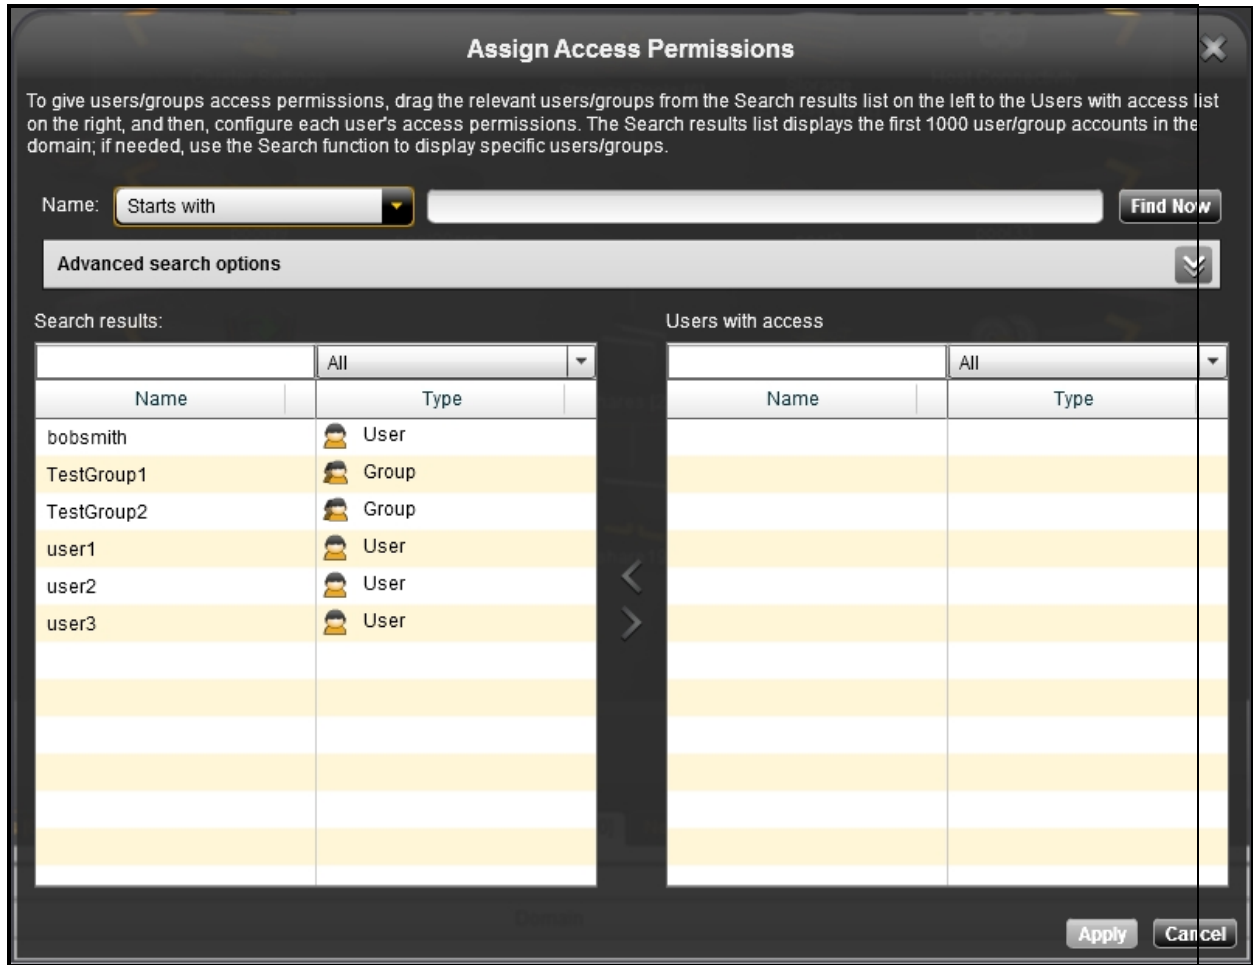 Assign Access Permissions
To give users/groups access permissions, drag the relevant users/groups from the Search results list on the left to the Users with access list
on the right, and then, configure each user's access permissions. The Search results list displays the first 1000 user/group accounts in the
domain; if needed, use the Search function to display specific users/groups.
Name: Starts with Find Now
Advanced search options
Search results: Users with access
All All
Name Type Name Type
bobsmith User
TestGroup1 Group
TestGroup2 Group
user1 User
user2 User
user3 User
Domain
Apply Cancel